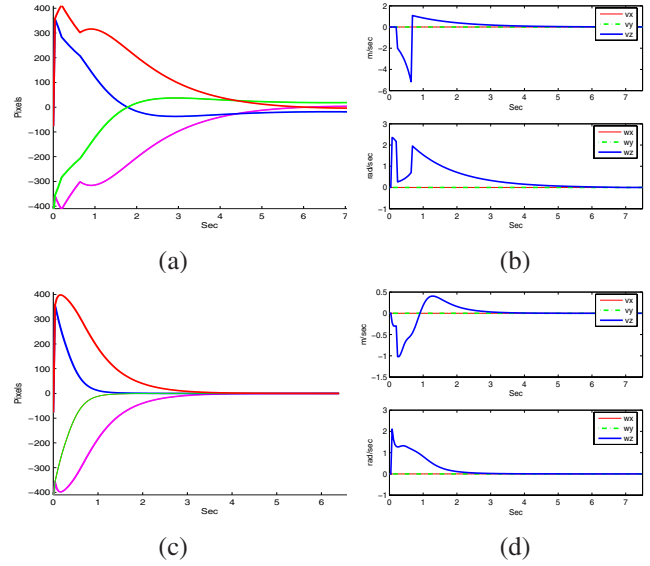 400
300
200
100
0
−100
−200
−300
−400
Pixels
0 1 2 3 4 5 6 7
Sec
(a)
2
0
−2
−4
−6
m/sec
0 1 2 3 4 5 6 7
Sec
vx
vy
vz
3
2
1
0
−1
rad/sec
0 1 2 3 4 5 6 7
Sec
wx
wy
wz
(b)
400
300
200
100
0
−100
−200
−300
−400
Pixels
0 1 2 3 4 5 6
Sec
(c)
0.5
0
−0.5
−1
−1.5
m/sec
0 1 2 3 4 5 6 7
Sec
vx
vy
vz
3
2
1
0
−1
rad/sec
0 1 2 3 4 5 6 7
Sec
wx
wy
wz
(d)